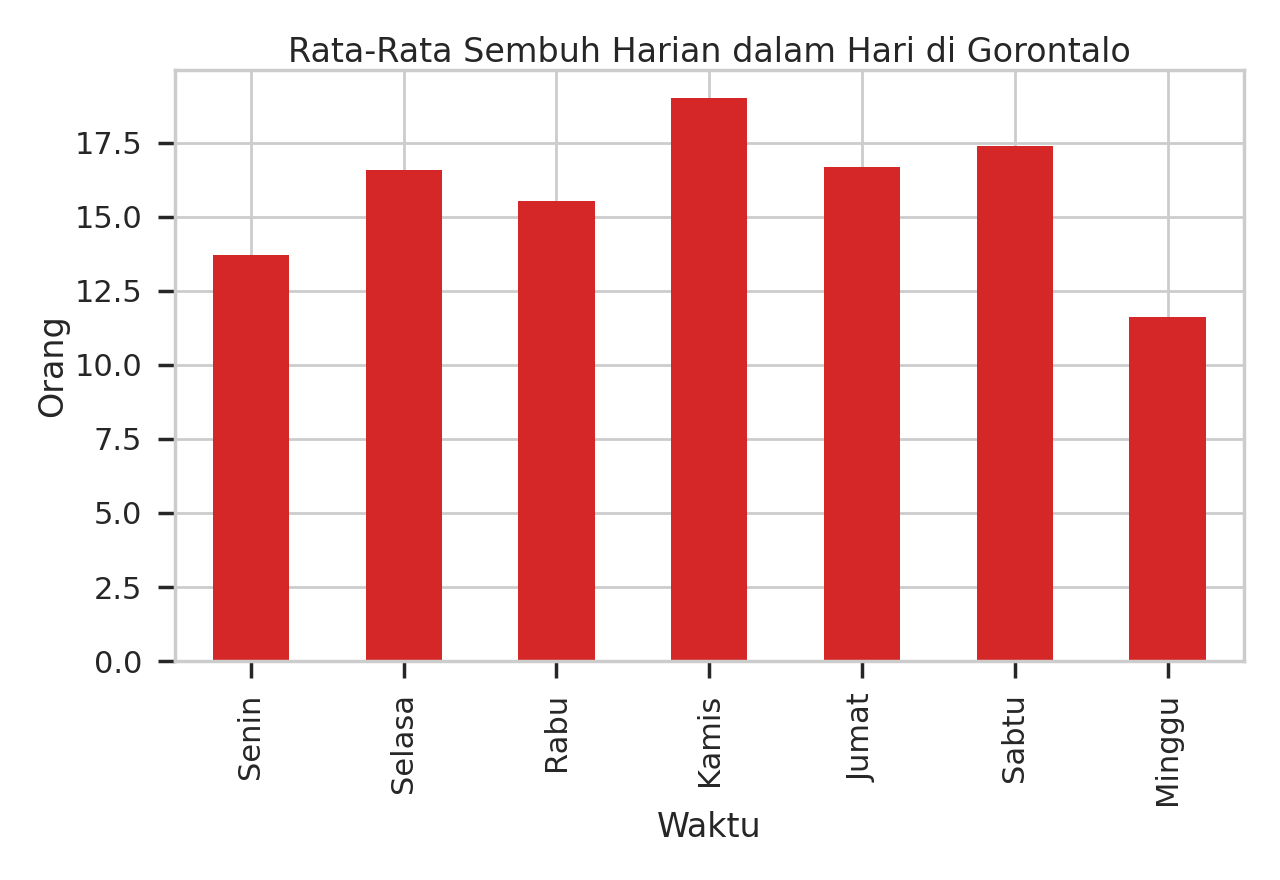 Rata-Rata Sembuh Harian dalam Hari di Gorontalo
17.5
15.0
12.5
10.0
7.5
5.0
2.5
0.0
Orang
Senin
Selasa
Rabu
Kamis
Jumat
Sabtu
Minggu
Waktu